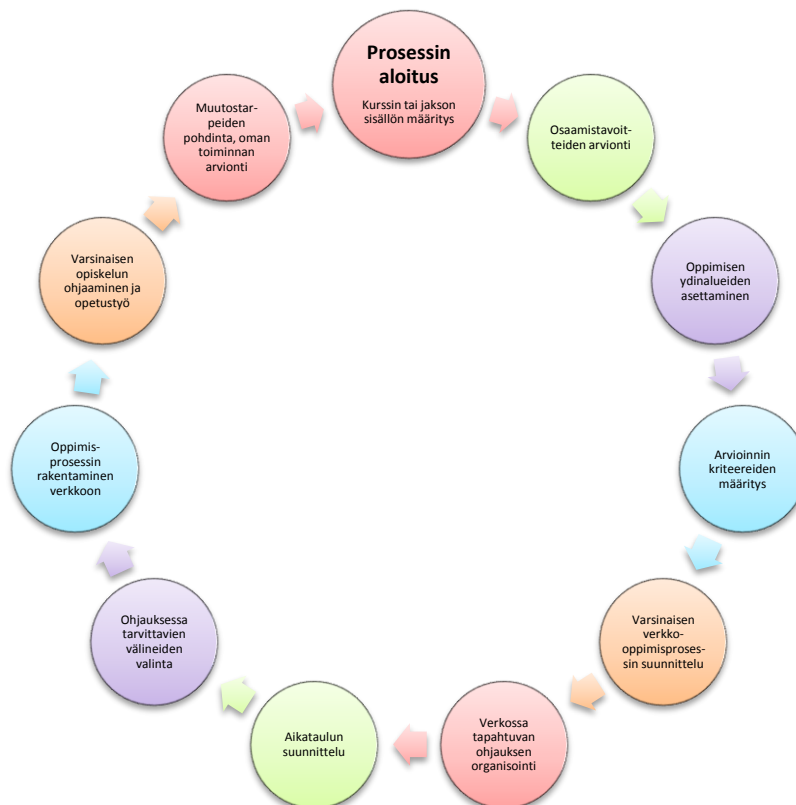 Prosessin
aloitus
Kurssin tai jakson
sisällön määritys
Osaamistavoit-
teiden arvionti
Oppimisen
ydinalueiden
asettaminen
Arvioinnin
kriteereiden
määritys
Varsinaisen
verkko-
oppimisproses-
sin suunnittelu
Verkossa
tapahtuvan
ohjauksen
organisointi
Aikataulun
suunnittelu
Ohjauksessa
tarvittavien
välineiden
valinta
Oppimis-
prosessin
rakentaminen
verkkoon
Varsinaisen
opiskelun
ohjaaminen ja
opetustyö
Muutostar-
peiden
pohdinta, oman
toiminnan
arvionti